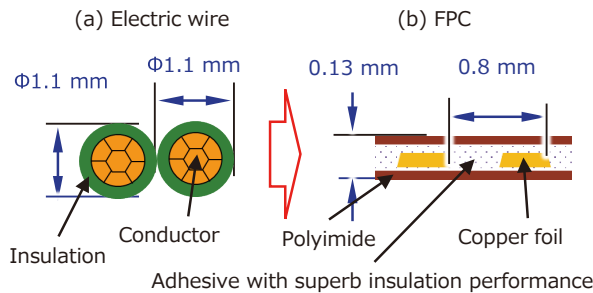 (a) Electric wire
(b) FPC
Φ1.1 mm
Φ1.1 mm
0.13 mm
0.8 mm
Insulation
Conductor
Polyimide
Copper foil
Adhesive with superb insulation performance